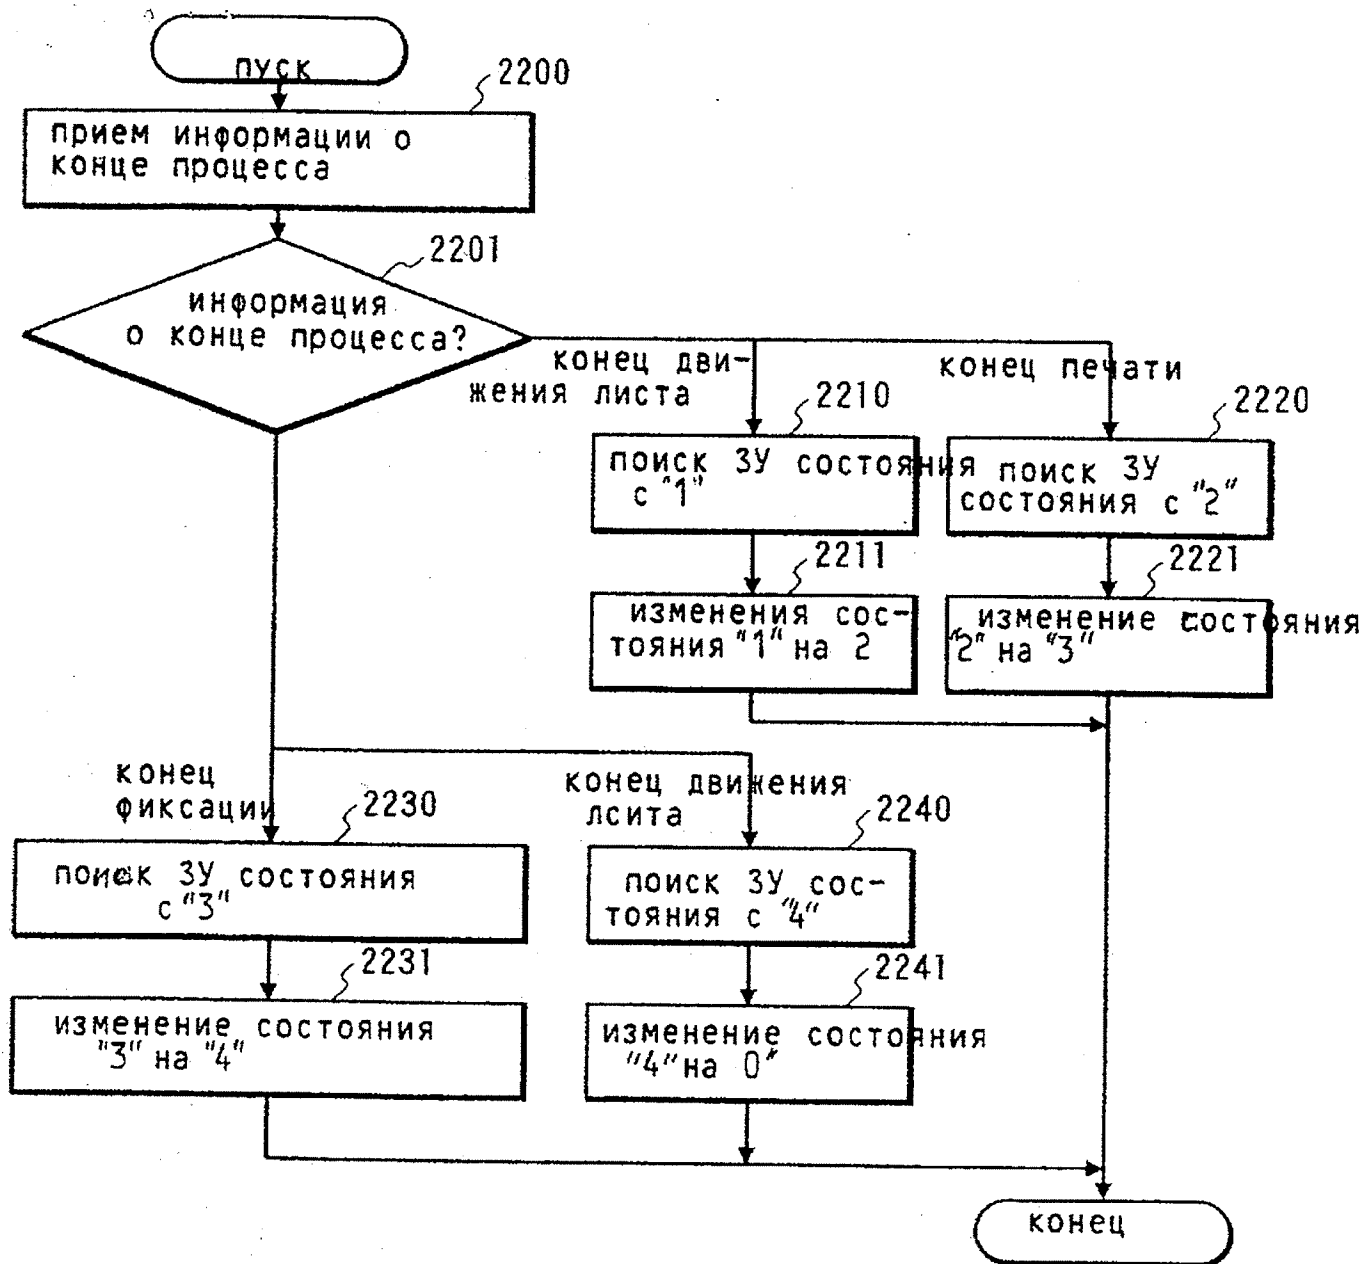 пуск
2200
прием информации о
конце процесса
2201
информация
о конце процесса?
конец дви-
жения листа
конец печати
2210
2220
поиск ЗУ состояния
с "1"
поиск ЗУ
состояния с "2"
2211
2221
изменения сос-
тояния "1" на 2
изменение состояния
"2" на "3"
конец
фиксации
конец движения
лсита
2230
2240
поиск ЗУ состояния
с "3"
поиск ЗУ сос-
тояния с "4"
2231
2241
изменение состояния
"3" на "4"
изменение состояния
"4" на 0"
конец